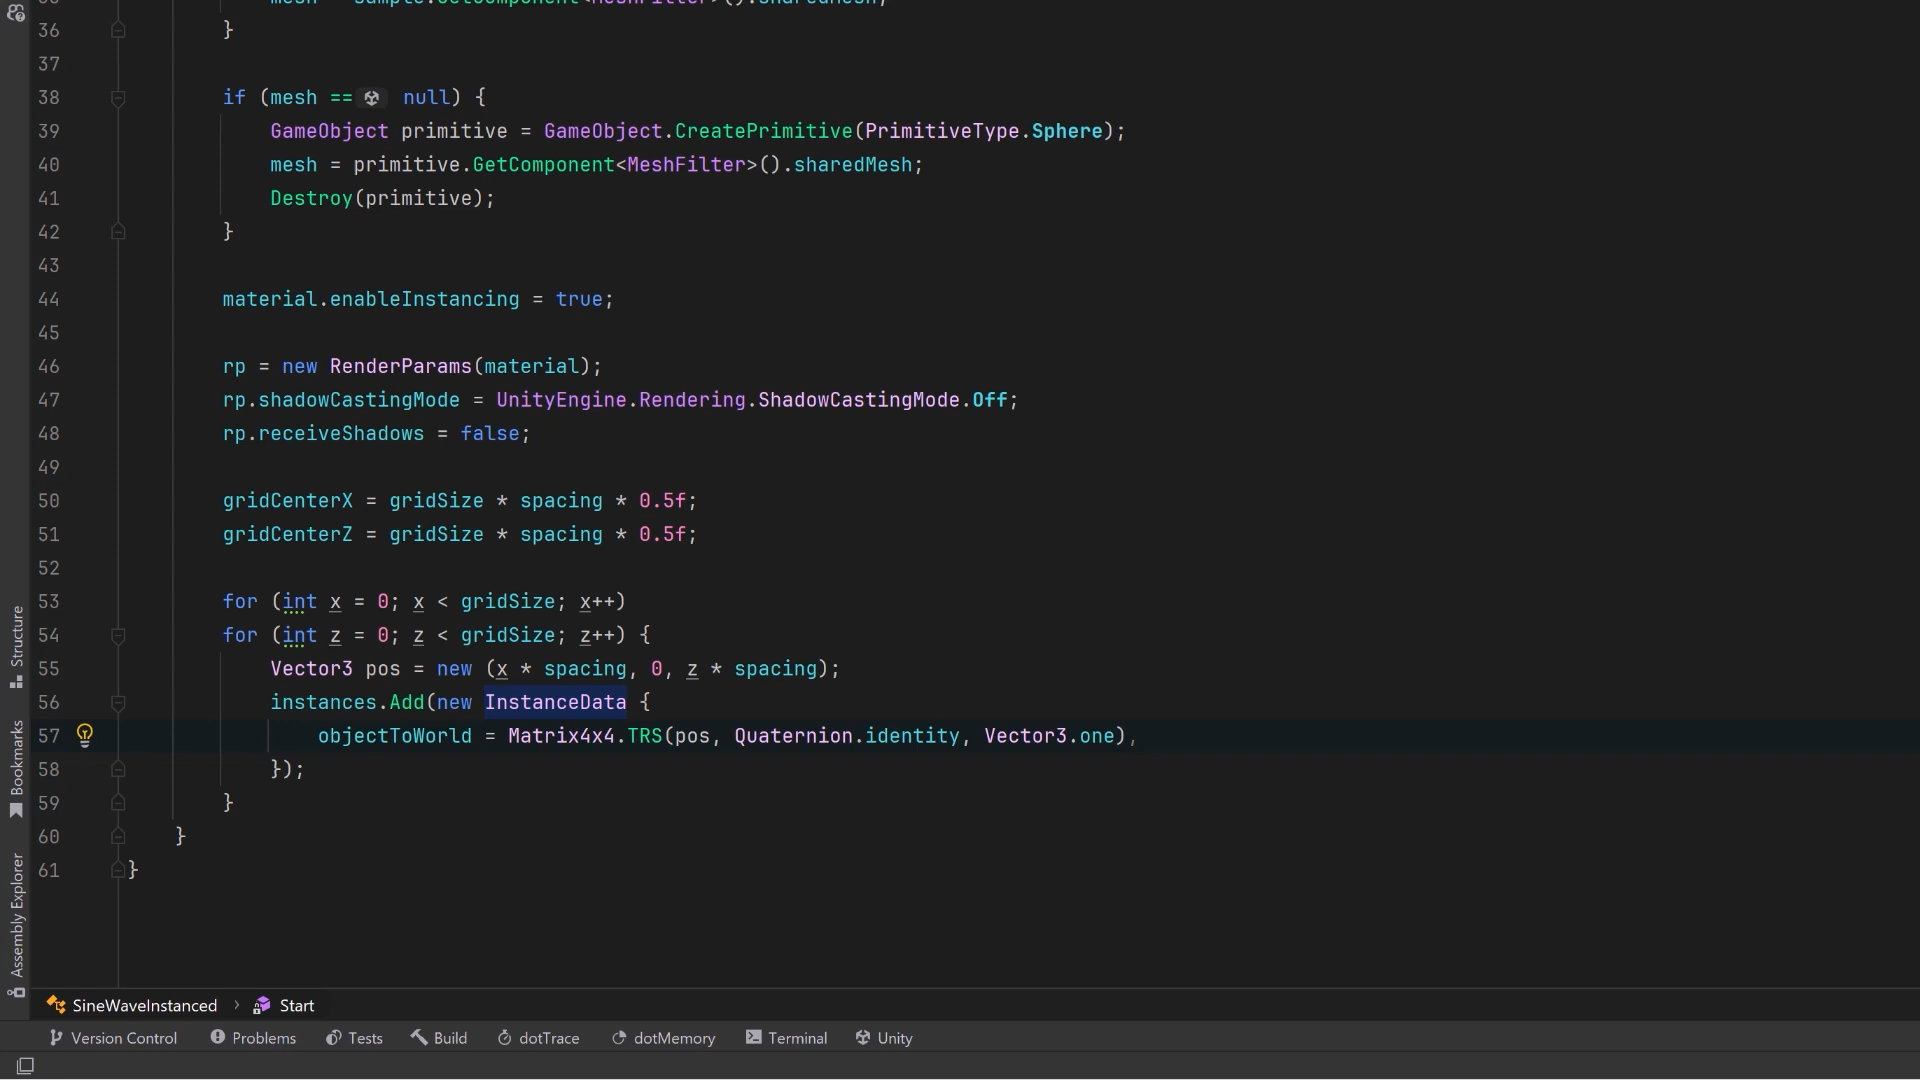 mesh = sample.GetComponent<MeshFilter>().sharedMesh;
36 }
37
38 if (mesh == null) {
39 GameObject primitive = GameObject.CreatePrimitive(PrimitiveType.Sphere);
40 mesh = primitive.GetComponent<MeshFilter>().sharedMesh;
41 Destroy(primitive);
42 }
43
44 material.enableInstancing = true;
45
46 rp = new RenderParams(material);
47 rp.shadowCastingMode = UnityEngine.Rendering.ShadowCastingMode.Off;
48 rp.receiveShadows = false;
49
50 gridCenterX = gridSize * spacing * 0.5f;
51 gridCenterZ = gridSize * spacing * 0.5f;
52
53 for (int x = 0; x < gridSize; x++)
54 for (int z = 0; z < gridSize; z++) {
55 Vector3 pos = new (x * spacing, 0, z * spacing);
56 instances.Add(new InstanceData {
57 objectToWorld = Matrix4x4.TRS(pos, Quaternion.identity, Vector3.one),
58 });
59 }
60 }
61 }
Structure
Bookmarks
Assembly Explorer
SineWaveInstanced > Start
Version Control Problems Tests Build dotTrace dotMemory Terminal Unity